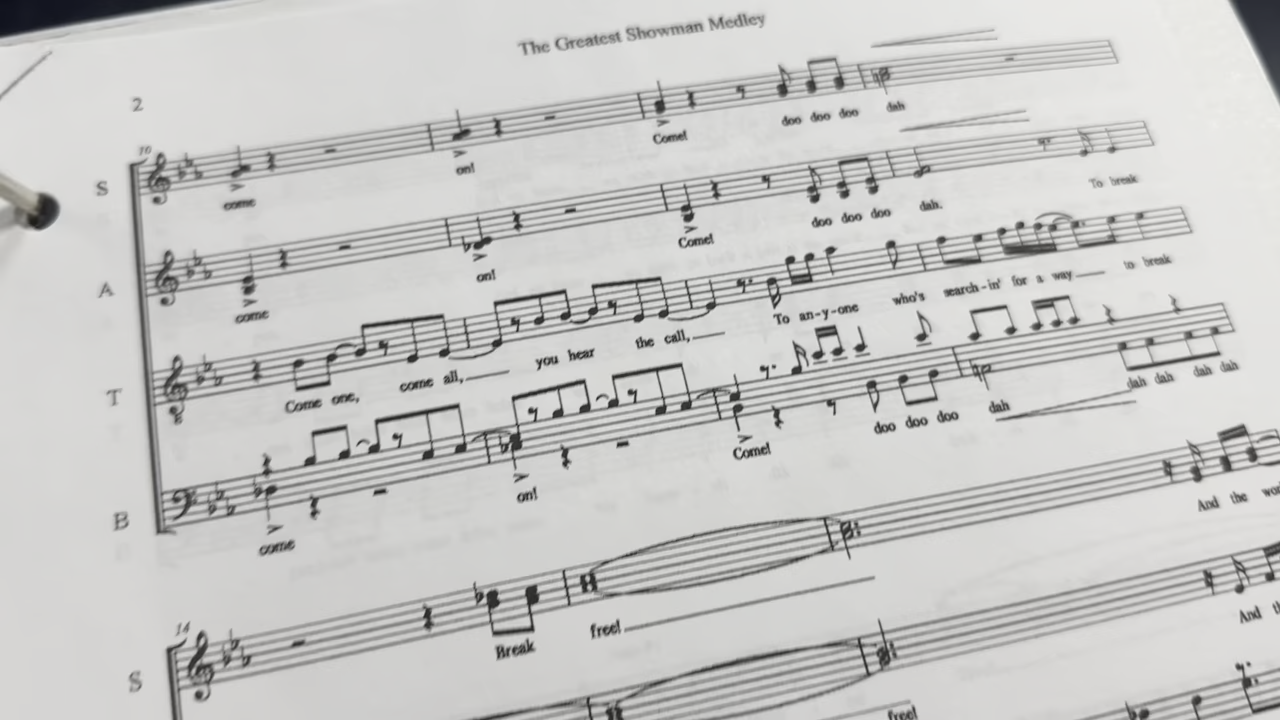 The Greatest Showman Medley
2
10
S
come on! Come! doo doo doo dah
A
come on! Come! doo doo doo dah. To break
T
Come one, come all, you hear the call, To an-y-one who's search-in' for a way to break
B
come on! Come! doo doo doo dah dah dah dah dah
14
S
Break free! And the
And
free!